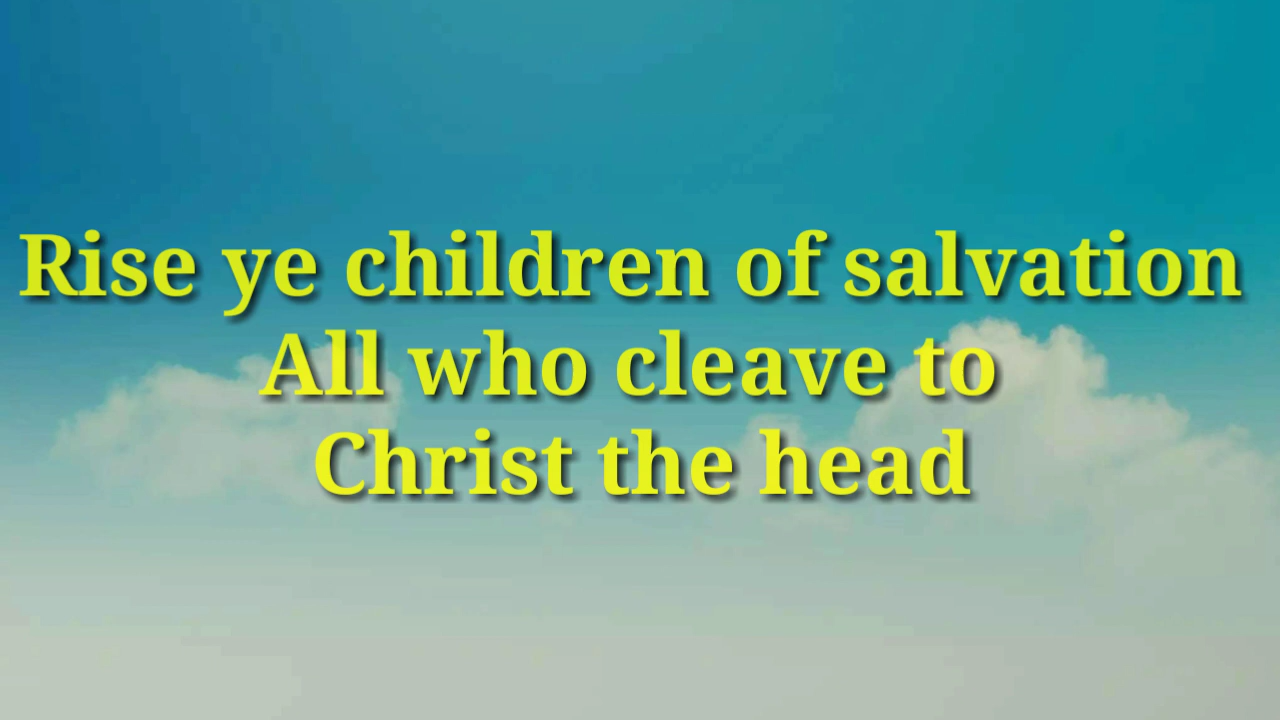 Rise ye children of salvation
All who cleave to
Christ the head